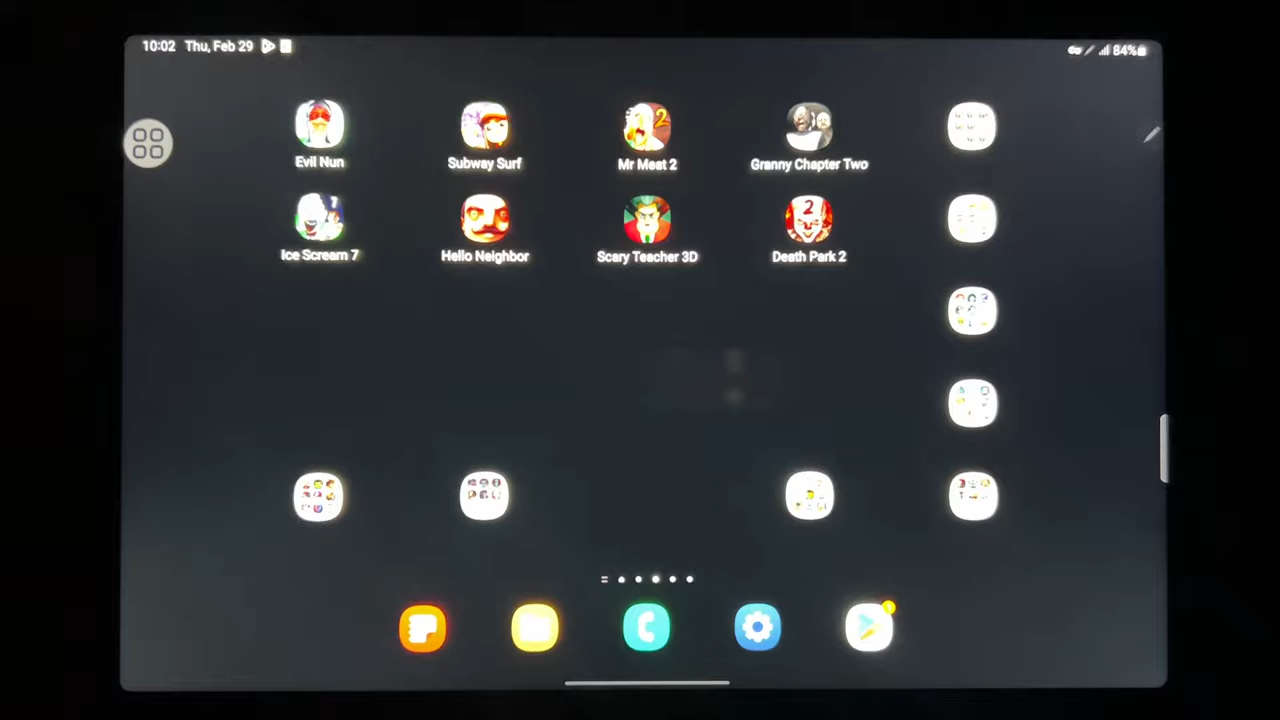 10:02 Thu, Feb 29
84%
Evil Nun
Subway Surf
Mr Meat 2
Granny Chapter Two
Ice Scream 7
Hello Neighbor
Scary Teacher 3D
Death Park 2